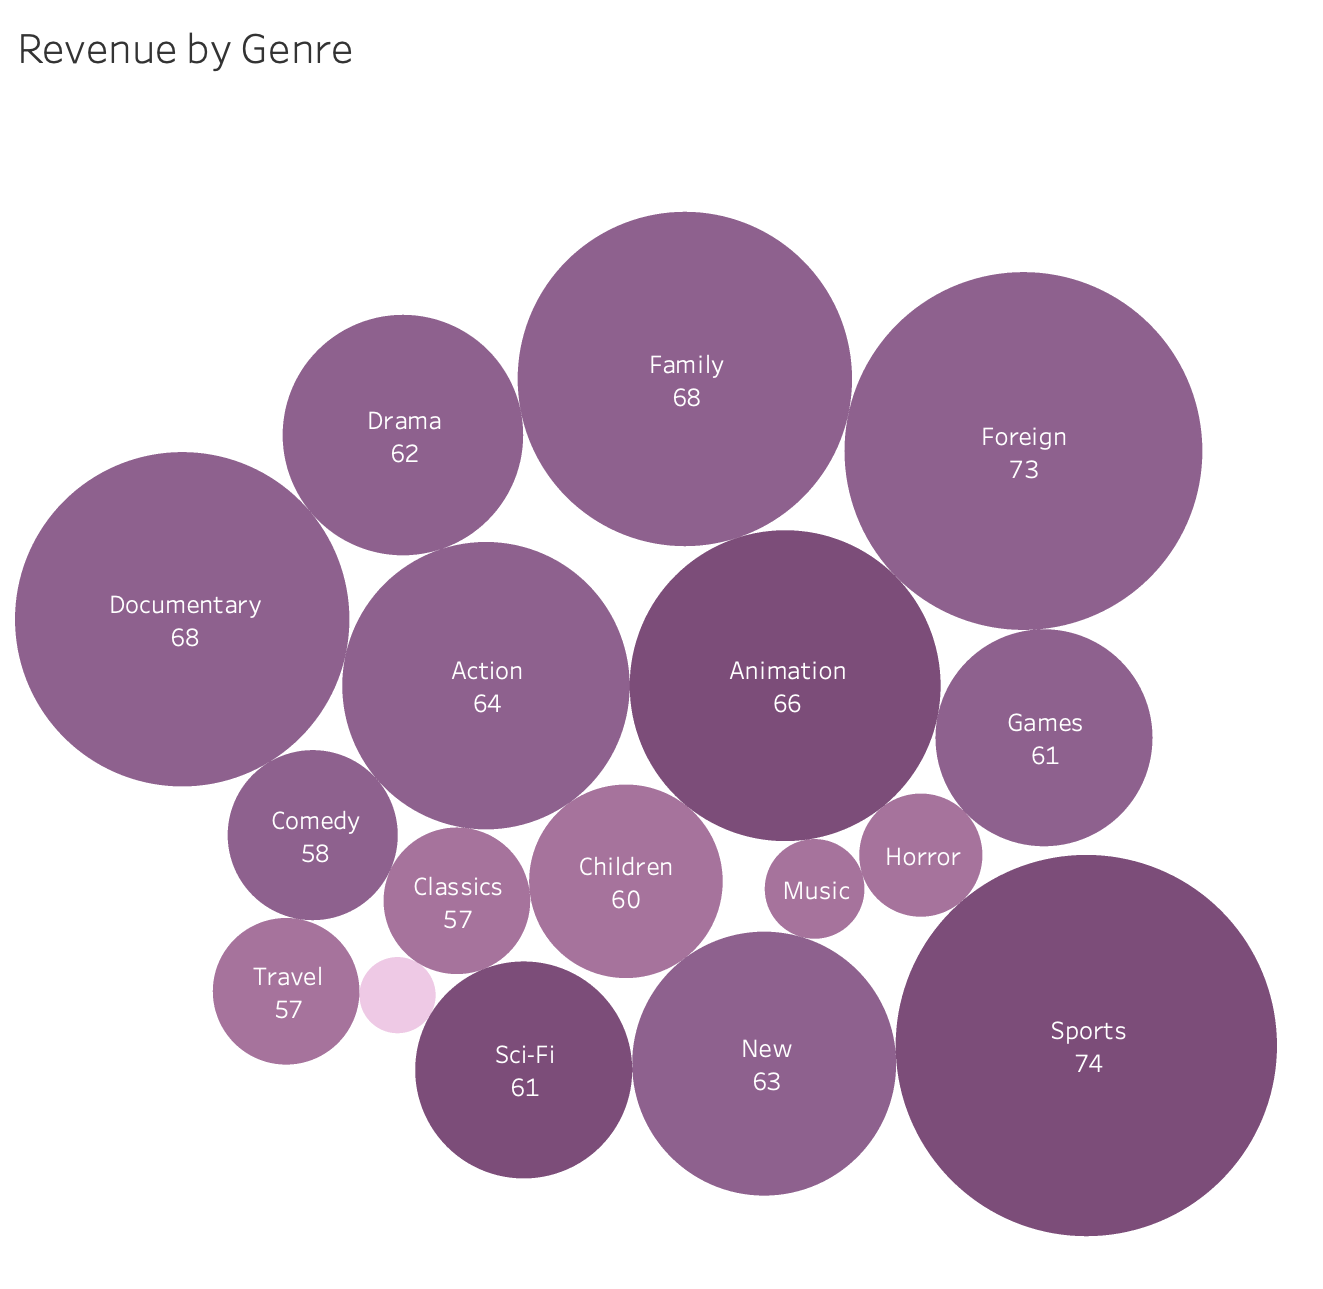 Revenue by Genre
Family
68
Drama
62
Foreign
73
Documentary
68
Action
64
Animation
66
Games
61
Comedy
58
Classics
57
Children
60
Music
Horror
Travel
57
Sci-Fi
61
New
63
Sports
74